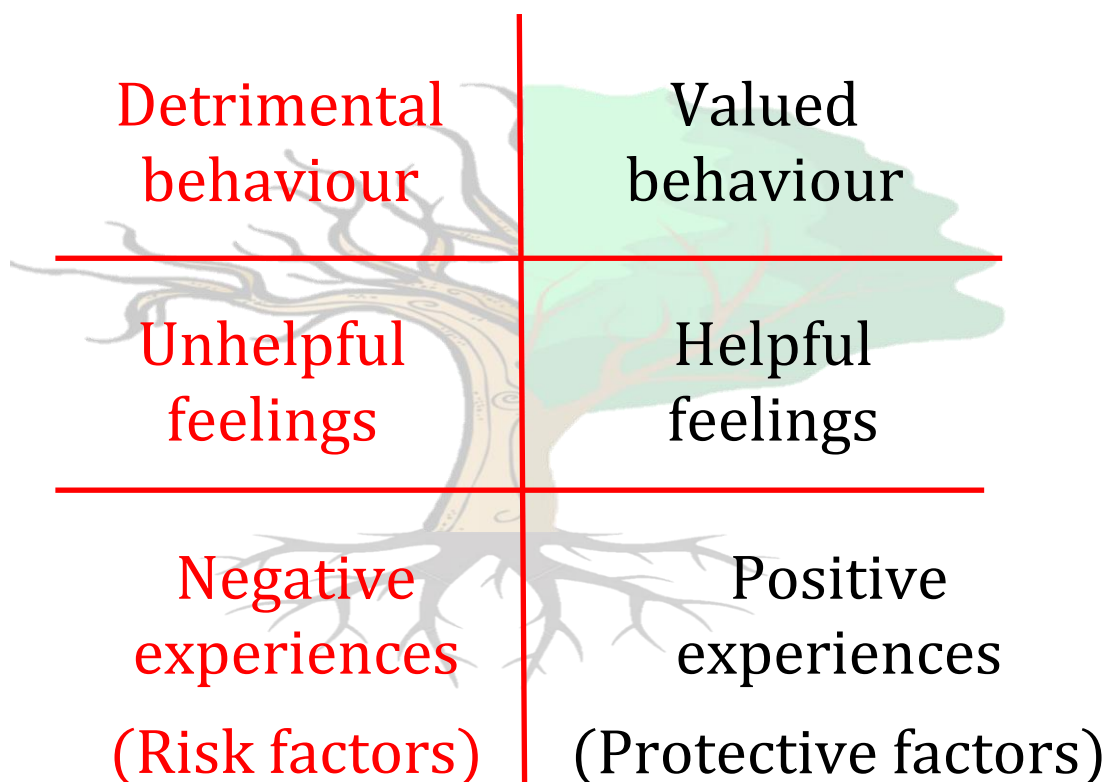 Detrimental
behaviour
Valued
behaviour
Unhelpful
feelings
Helpful
feelings
Negative
experiences
(Risk factors)
Positive
experiences
(Protective factors)